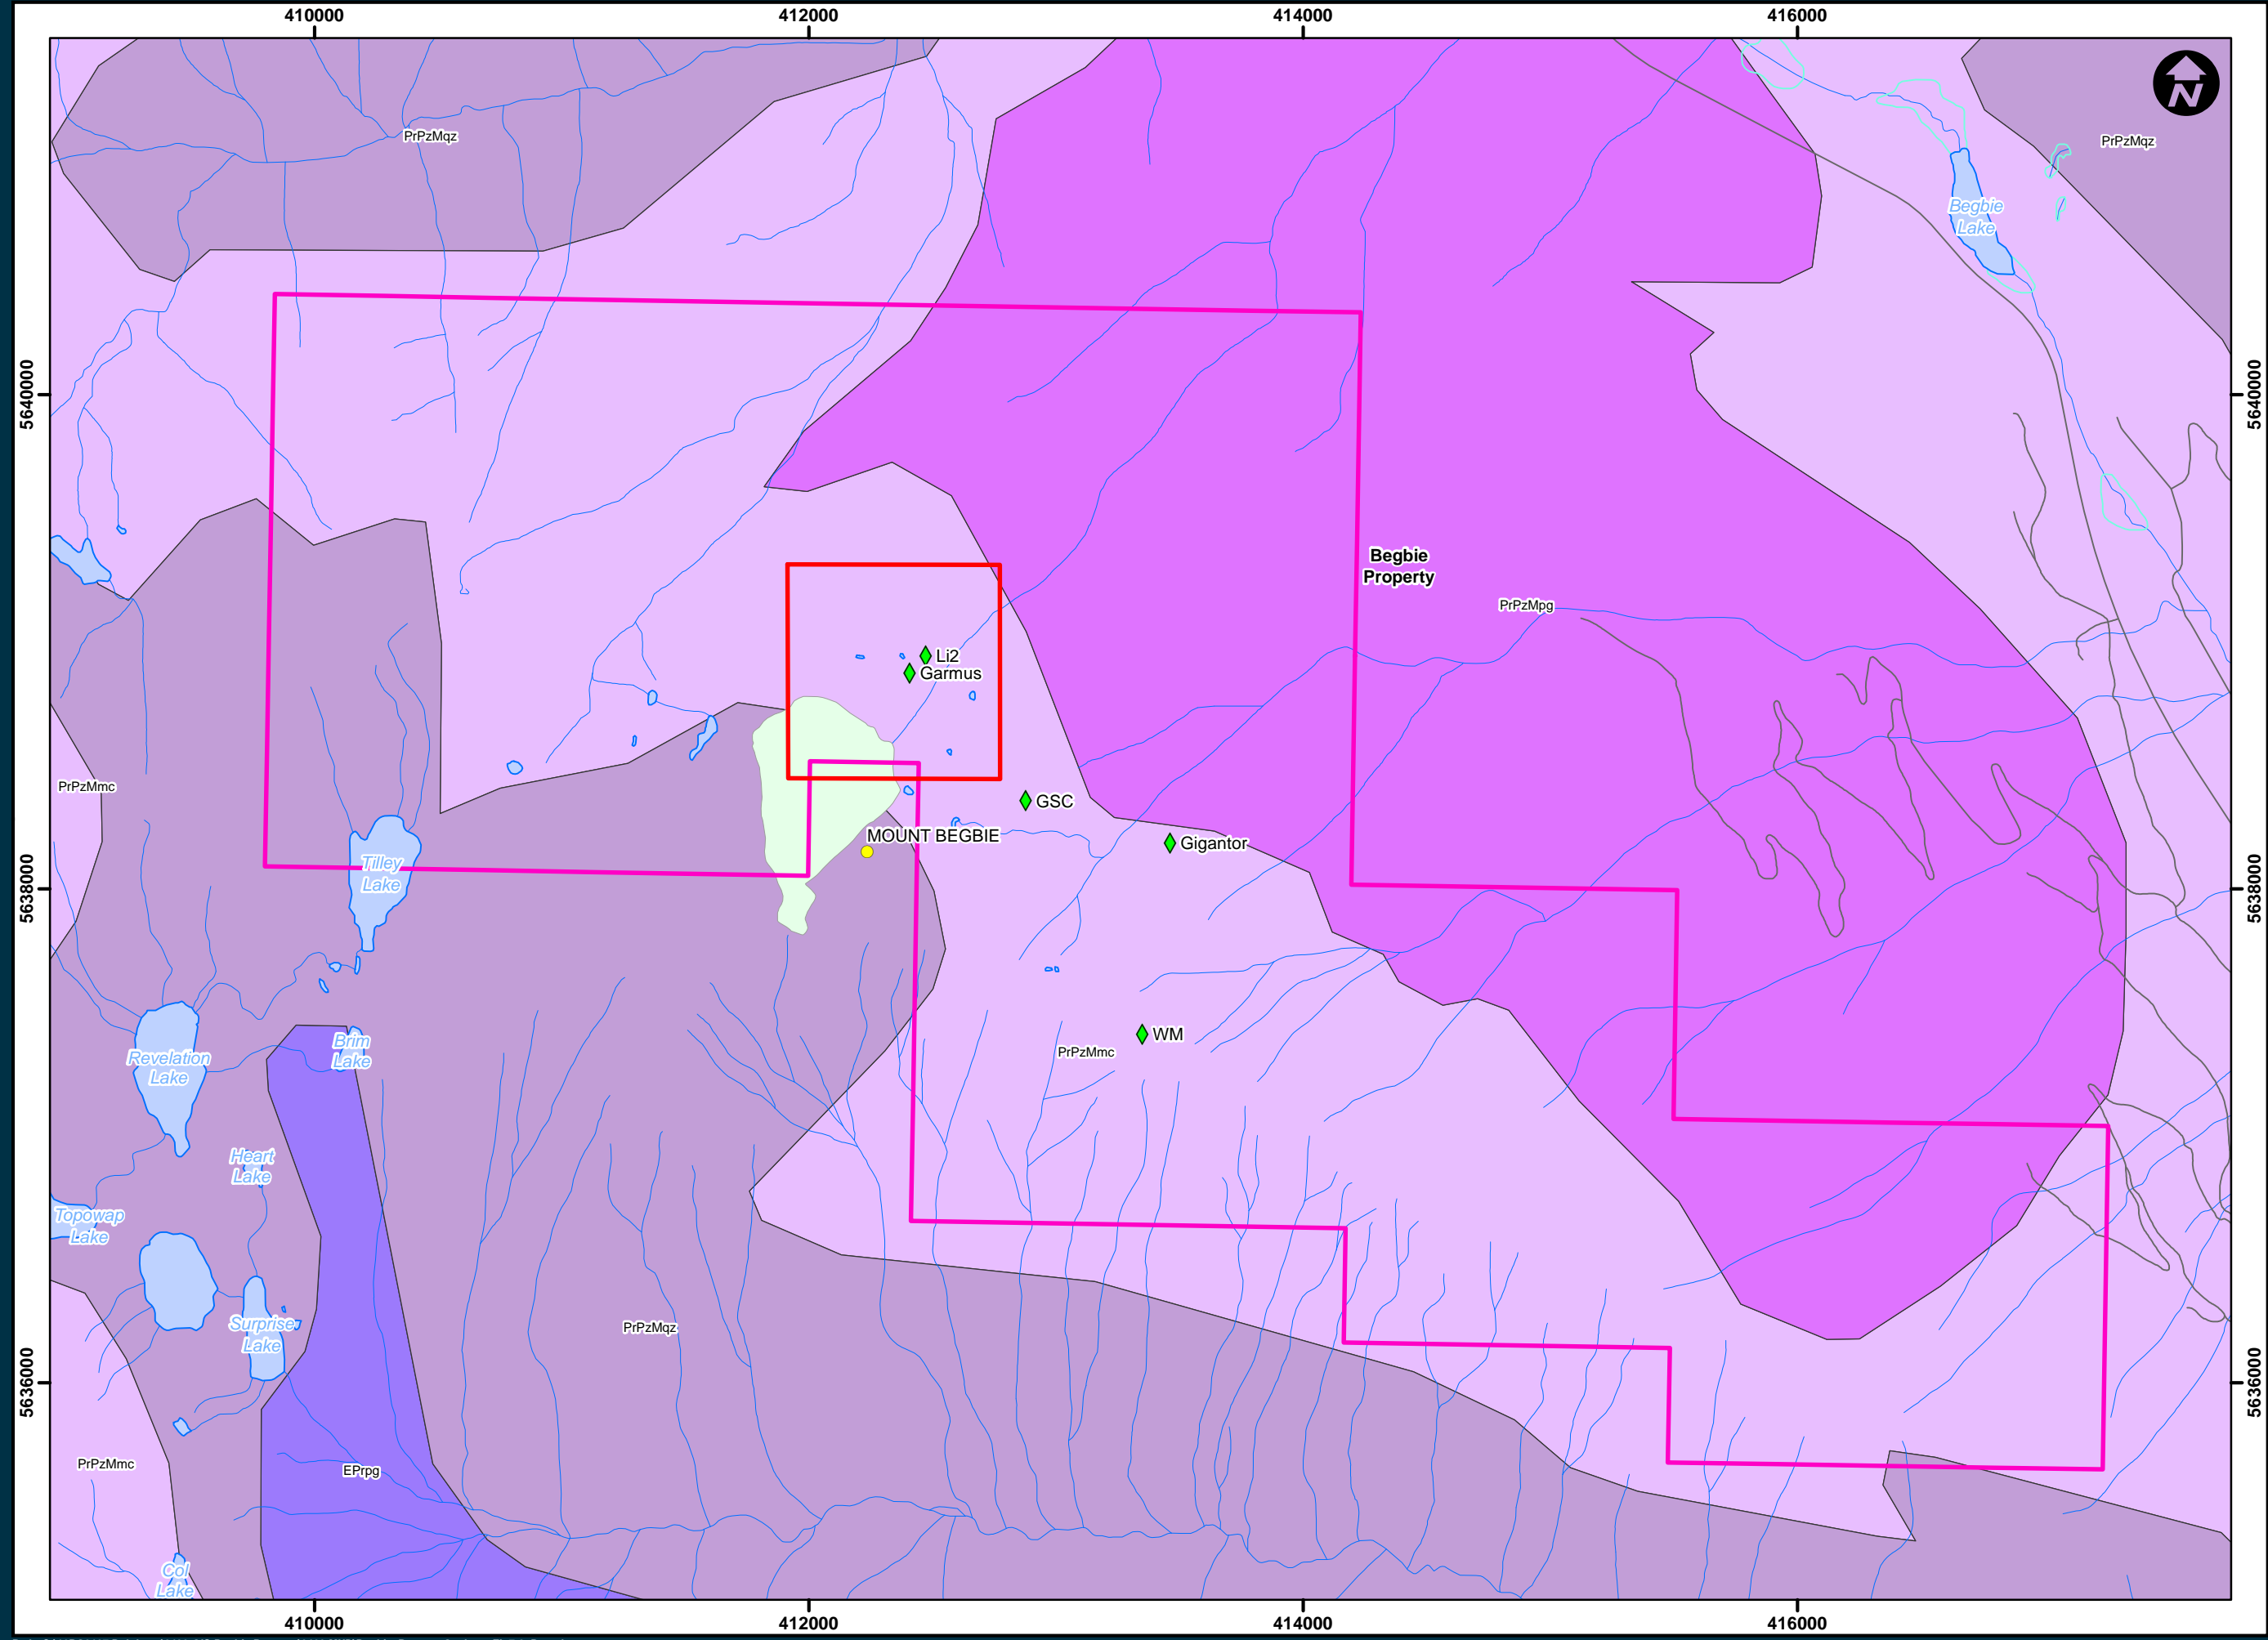 410000 412000 414000 416000
N
PrPzMqz
PrPzMqz
Begbie
Lake
5640000
5640000
Begbie
Property
PrPzMpg
Li2
Garmus
PrPzMmc
GSC
MOUNT BEGBIE
Gigantor
Tilley
Lake
5638000
5638000
WM
Brim
Lake
PrPzMmc
Revelation
Lake
Heart
Lake
Topowap
Lake
Surprise
Lake
PrPzMqz
5636000
5636000
PrPzMmc
EPrpg
Col
Lake
410000 412000 414000 416000